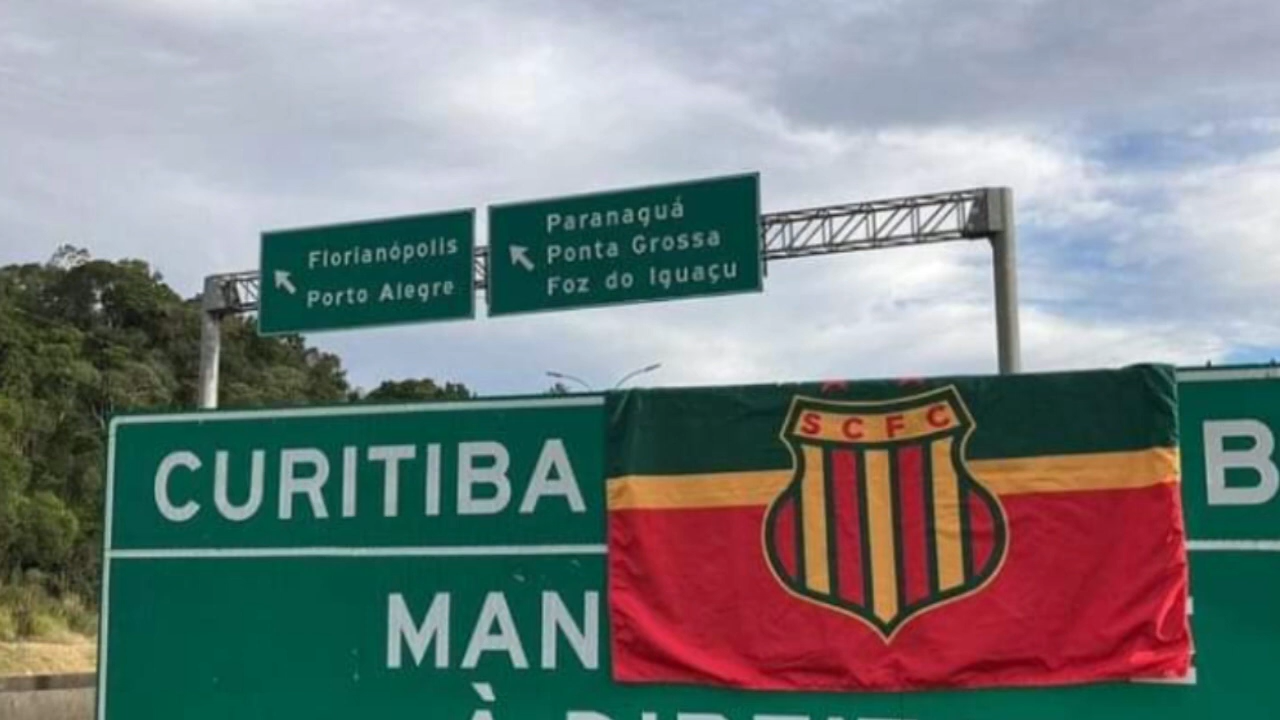 Florianópolis
Porto Alegre
Paranaguá
Ponta Grossa
Foz do Iguaçu
CURITIBA
SCFC
B
MAN
À